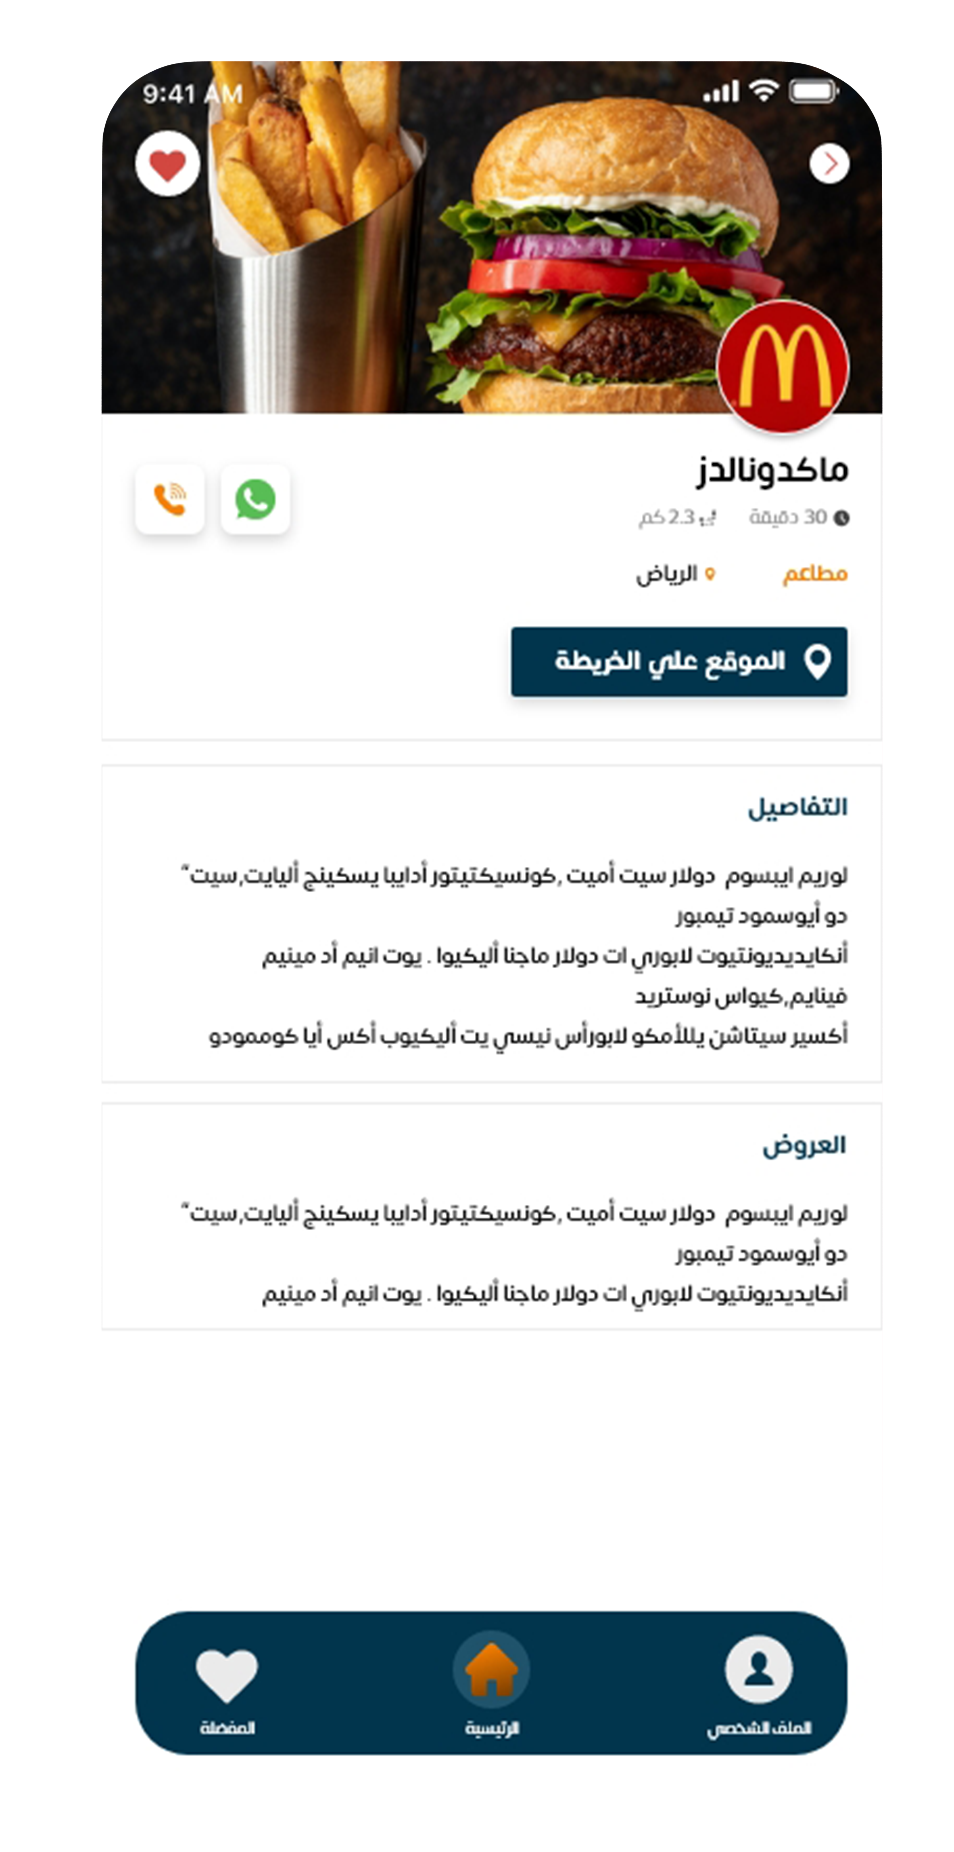 9:41 AM
ماكدونالدز
30 دقيقة 2.3 كم
مطاعم الرياض
الموقع علي الخريطة
التفاصيل
لوريم ايبسوم دولار سيت أميت ,كونسيكتيتور أدايبا يسكينج أليايت,سيت"
دو أيوسمود تيمبور
أنكايديديونتيوت لابوري ات دولار ماجنا أليكيوا . يوت انيم أد مينيم
فينايم,كيواس نوستريد
أكسير سيتاشن يللأمكو لابورأس نيسي يت أليكيوب أكس أيا كوممودو
العروض
لوريم ايبسوم دولار سيت أميت ,كونسيكتيتور أدايبا يسكينج أليايت,سيت"
دو أيوسمود تيمبور
أنكايديديونتيوت لابوري ات دولار ماجنا أليكيوا . يوت انيم أد مينيم
الملف الشخصي الرئيسية المفضلة